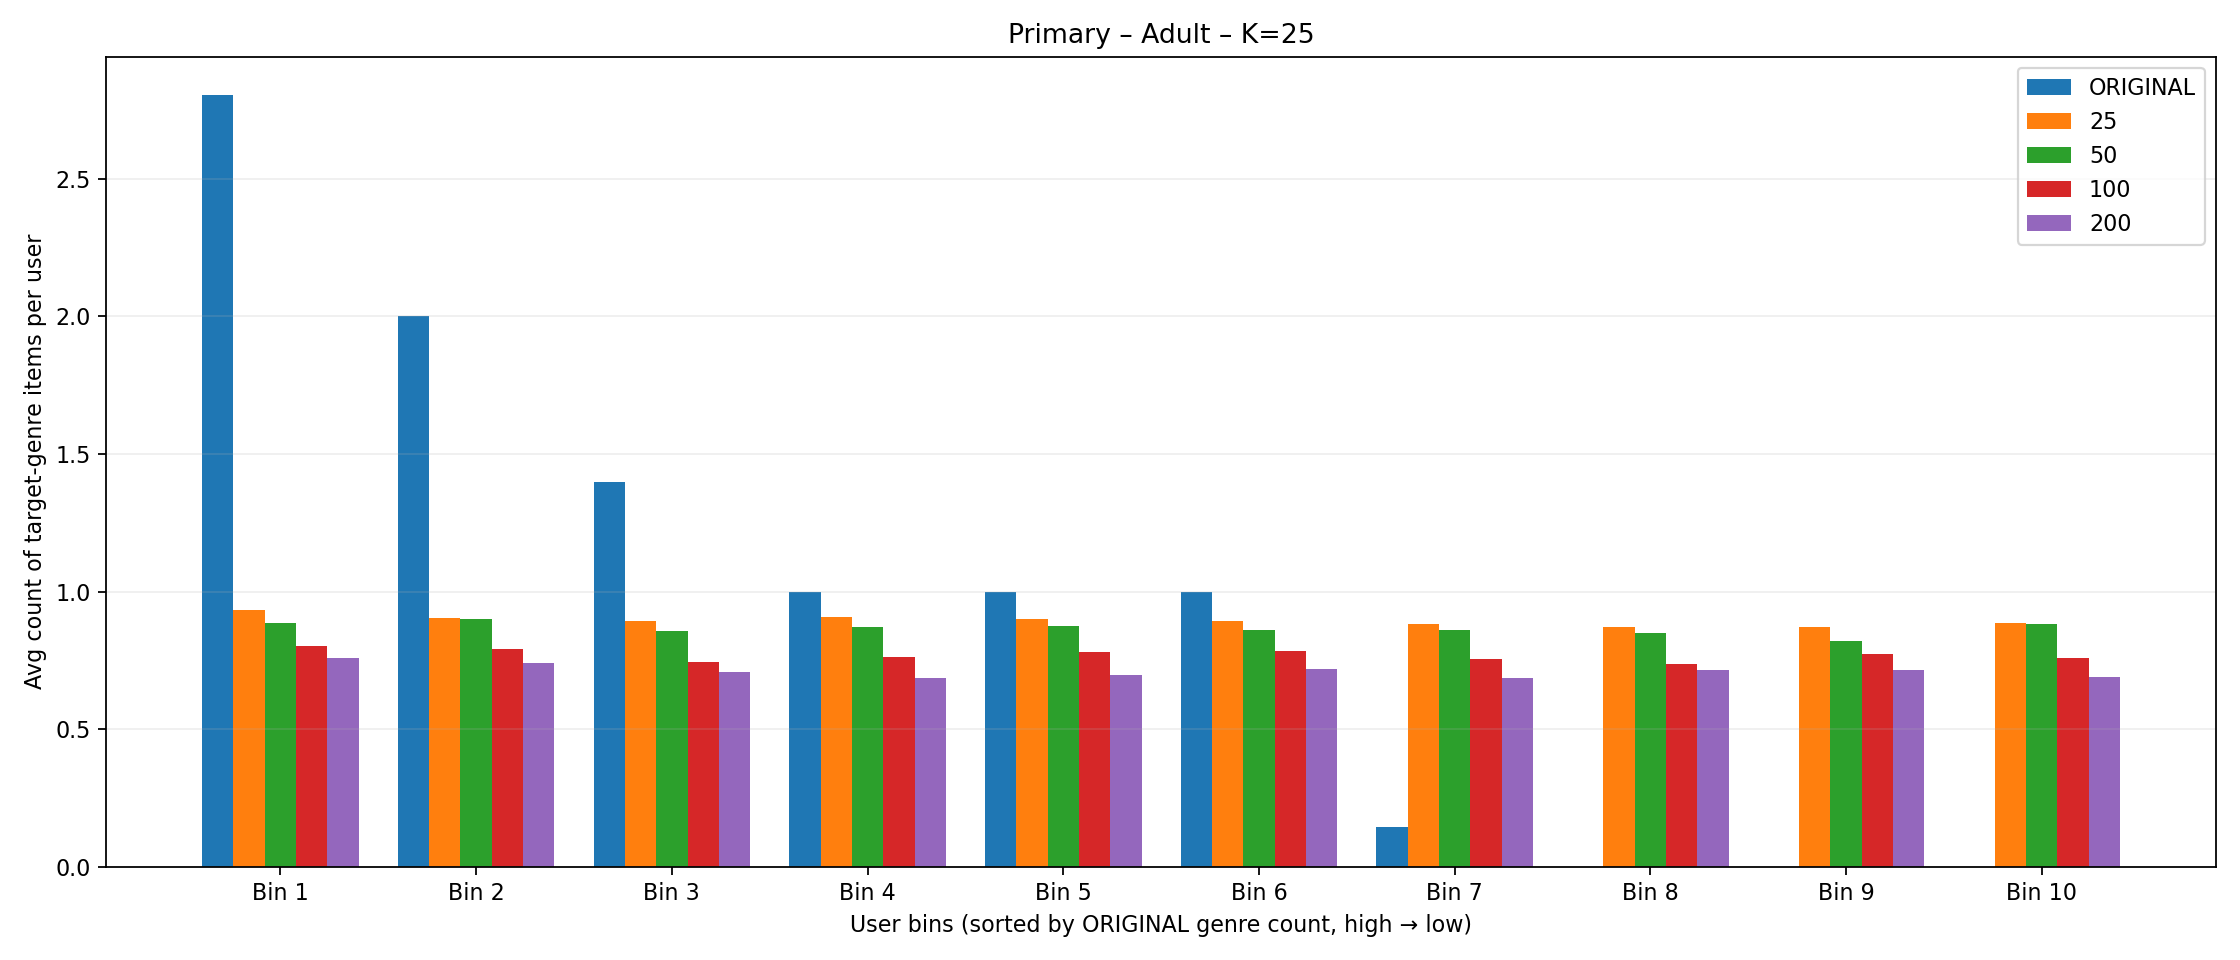 Primary – Adult – K=25
ORIGINAL
25
50
100
200
Avg count of target-genre items per user
2.5
2.0
1.5
1.0
0.5
0.0
Bin 1 Bin 2 Bin 3 Bin 4 Bin 5 Bin 6 Bin 7 Bin 8 Bin 9 Bin 10
User bins (sorted by ORIGINAL genre count, high → low)